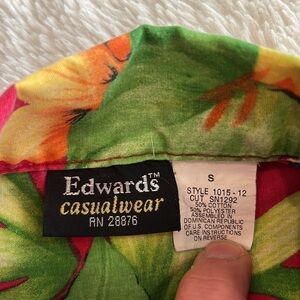 Edwards™
casualwear
RN 28876
S
STYLE 1015-12
CUT SN1292
50% COTTON
50% POLYESTER
ASSEMBLED IN
DOMINICAN REPUBLIC
OF U.S. COMPONENTS
CARE INSTRUCTIONS
ON REVERSE